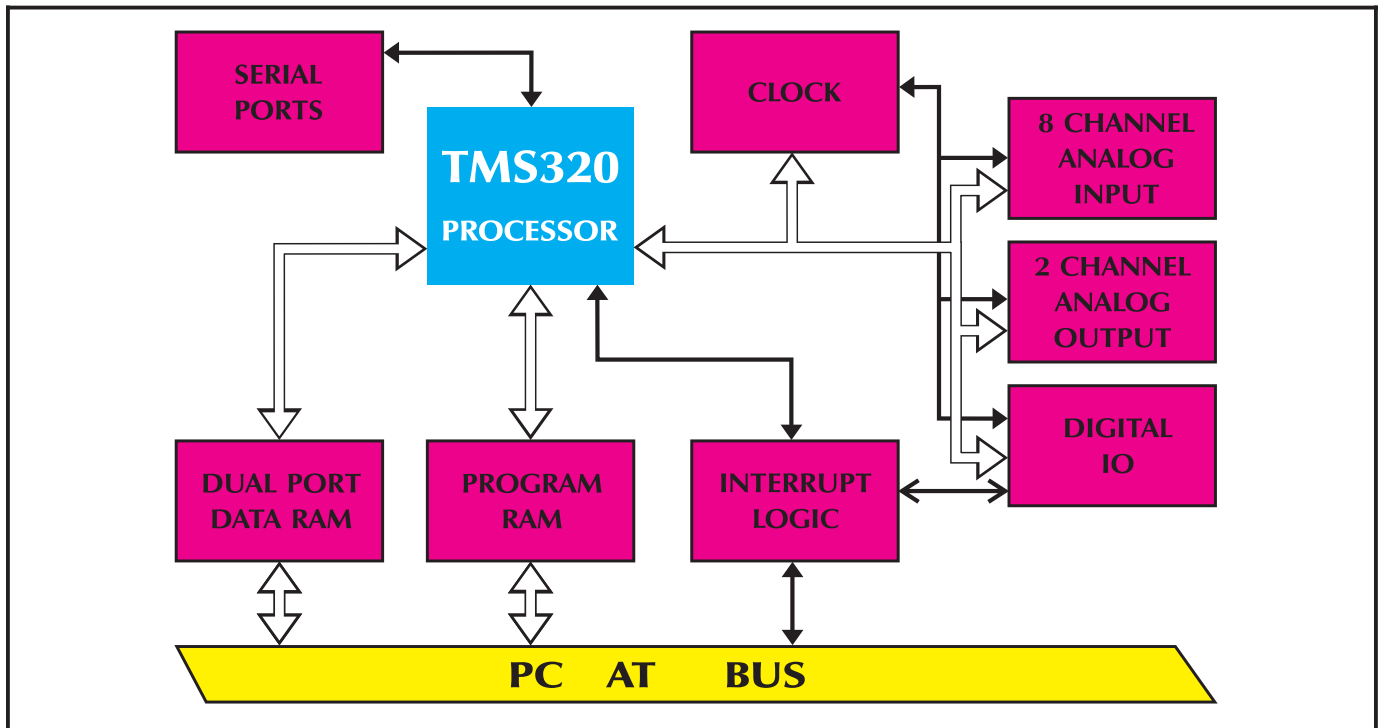 SERIAL
PORTS
TMS320
PROCESSOR
CLOCK
8 CHANNEL
ANALOG
INPUT
2 CHANNEL
ANALOG
OUTPUT
DIGITAL
IO
DUAL PORT
DATA RAM
PROGRAM
RAM
INTERRUPT
LOGIC
PC AT BUS